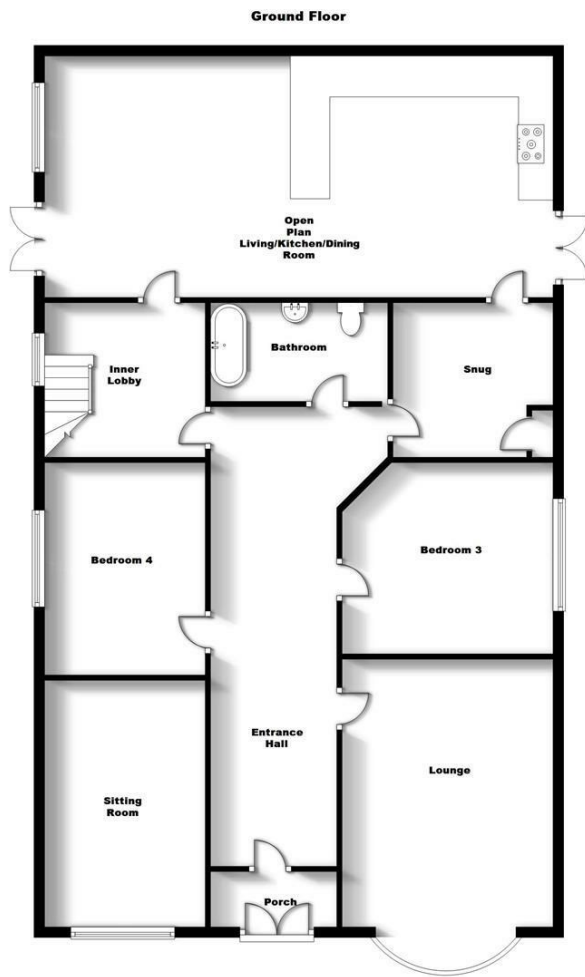 Ground Floor
Open
Plan
Living/Kitchen/Dining
Room
Inner
Lobby
Bathroom
Snug
Bedroom 4
Bedroom 3
Entrance
Hall
Lounge
Sitting
Room
Porch